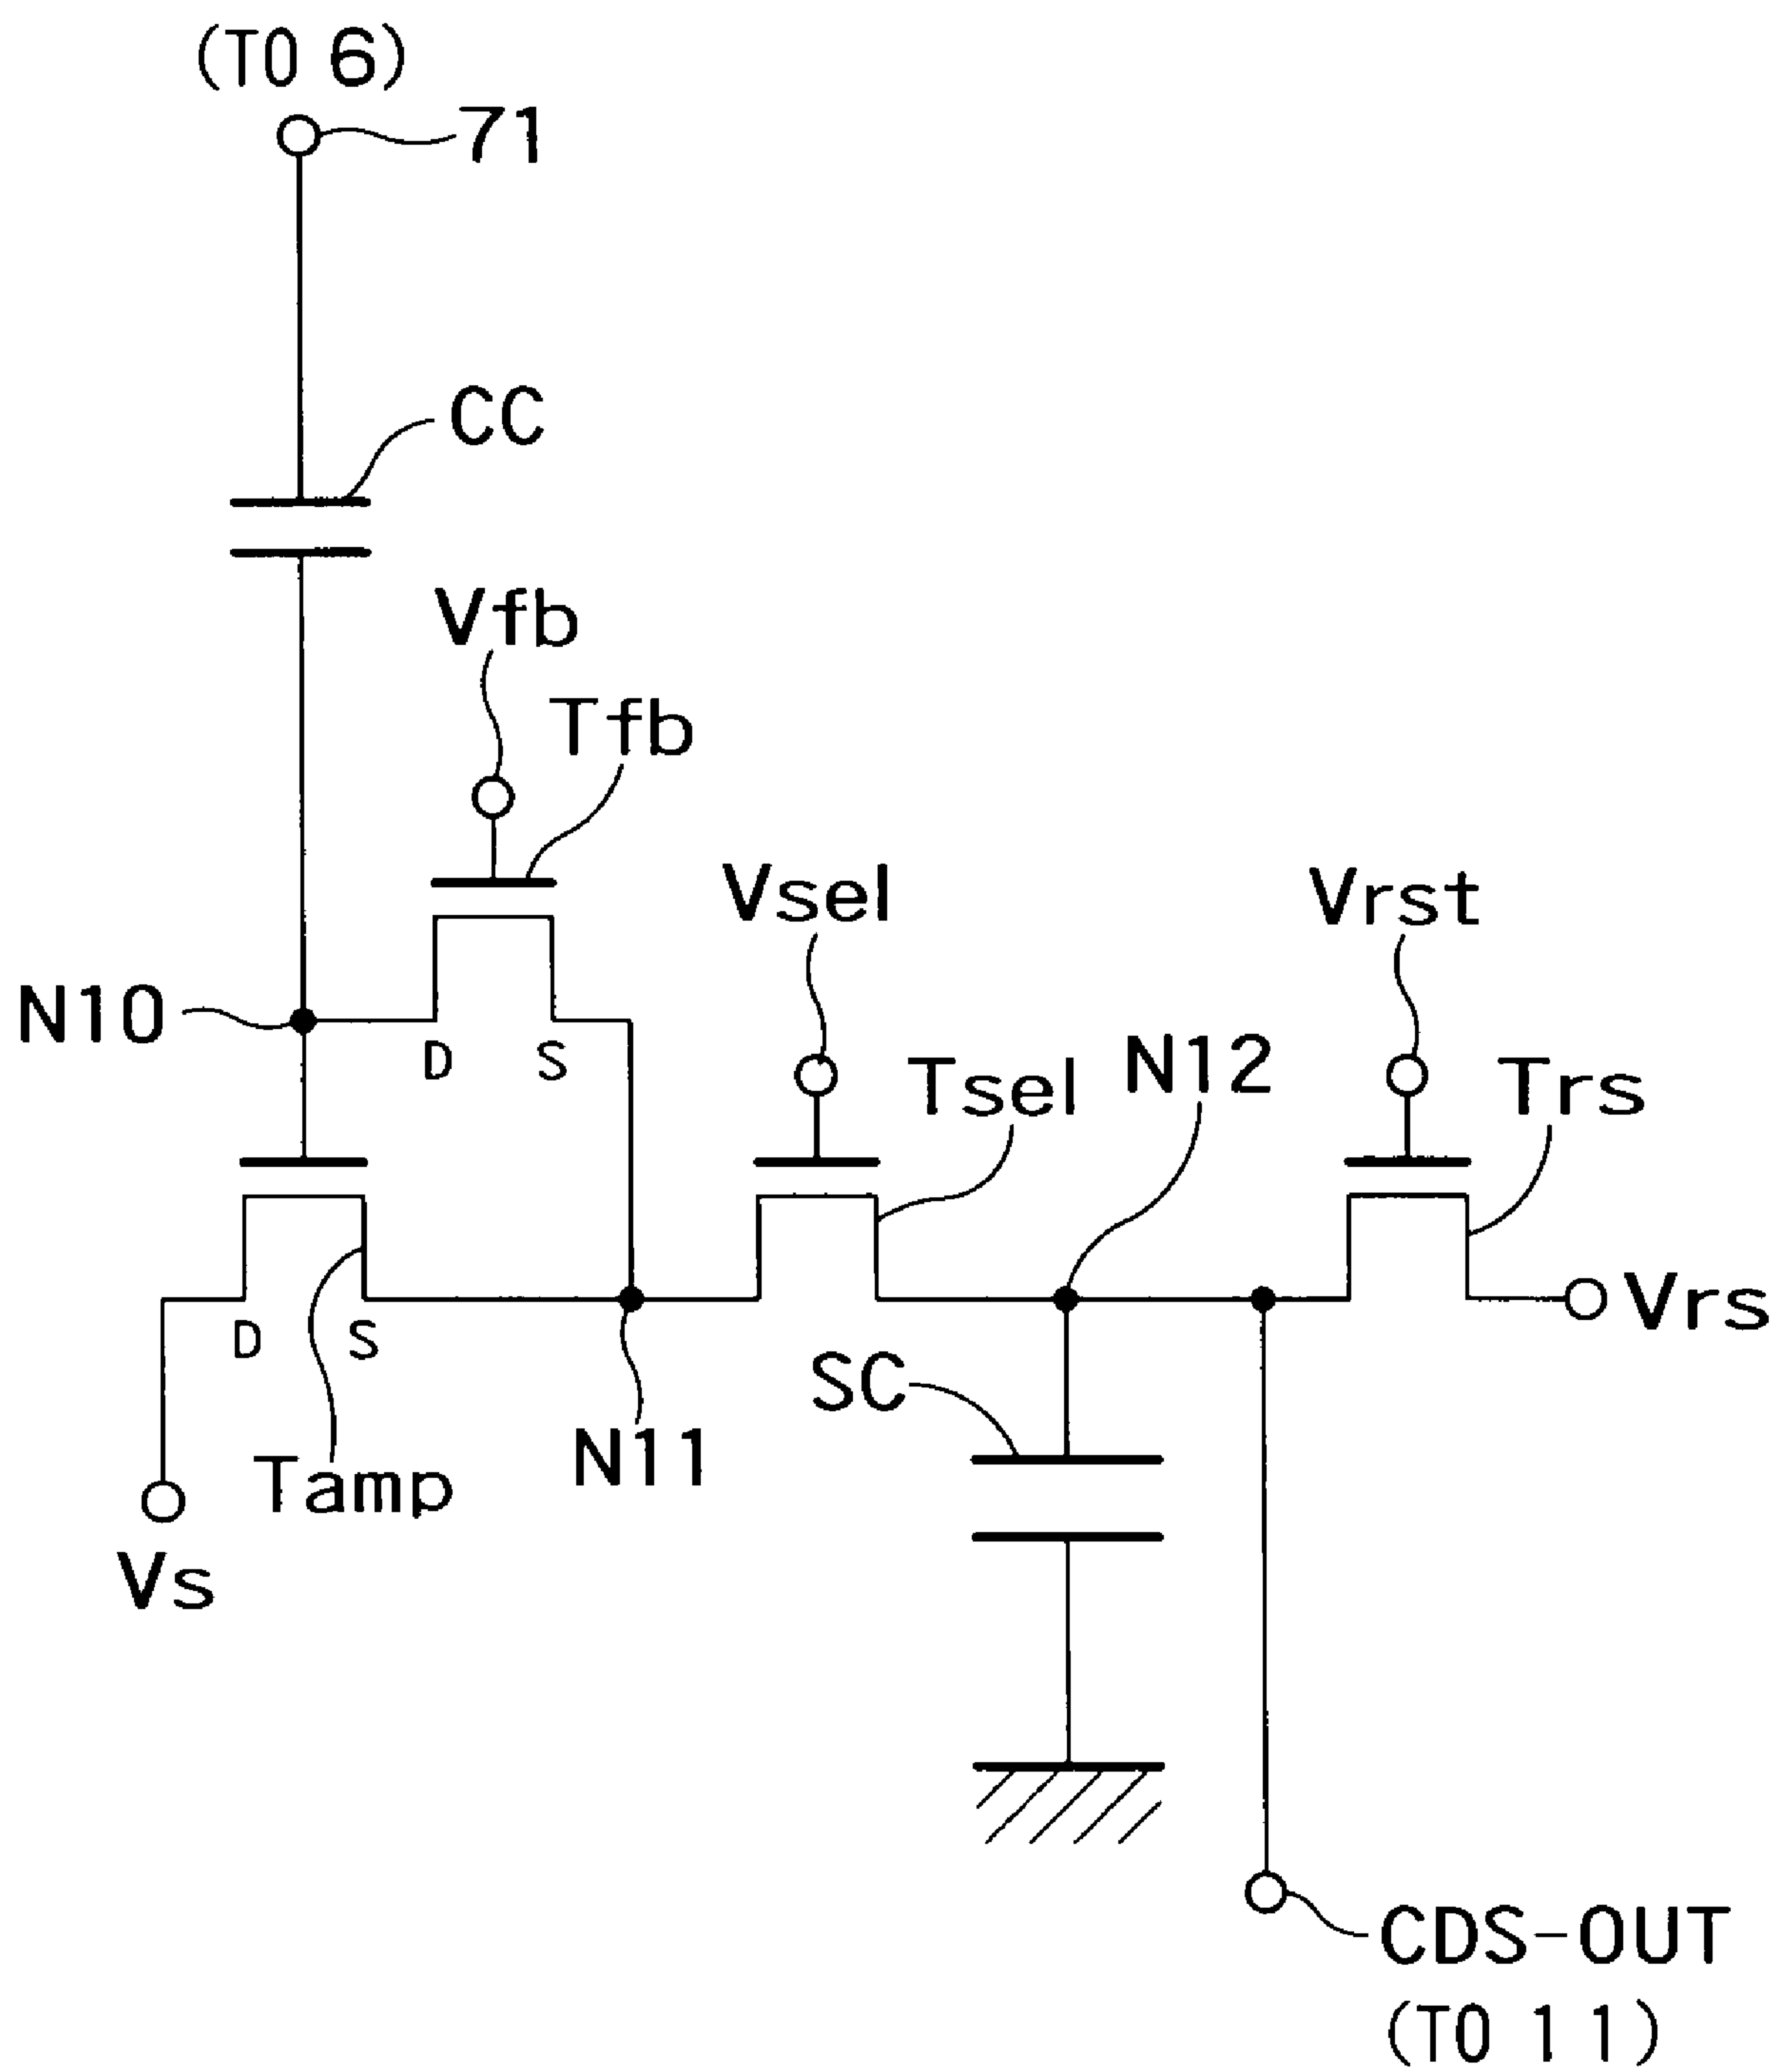 (TO 6)
71
CC
Vfb
Tfb
Vsel
Vrst
N10
D
S
Tsel
N12
Trs
Vrs
D
S
SC
N11
Tamp
Vs
CDS-OUT
(TO 11)